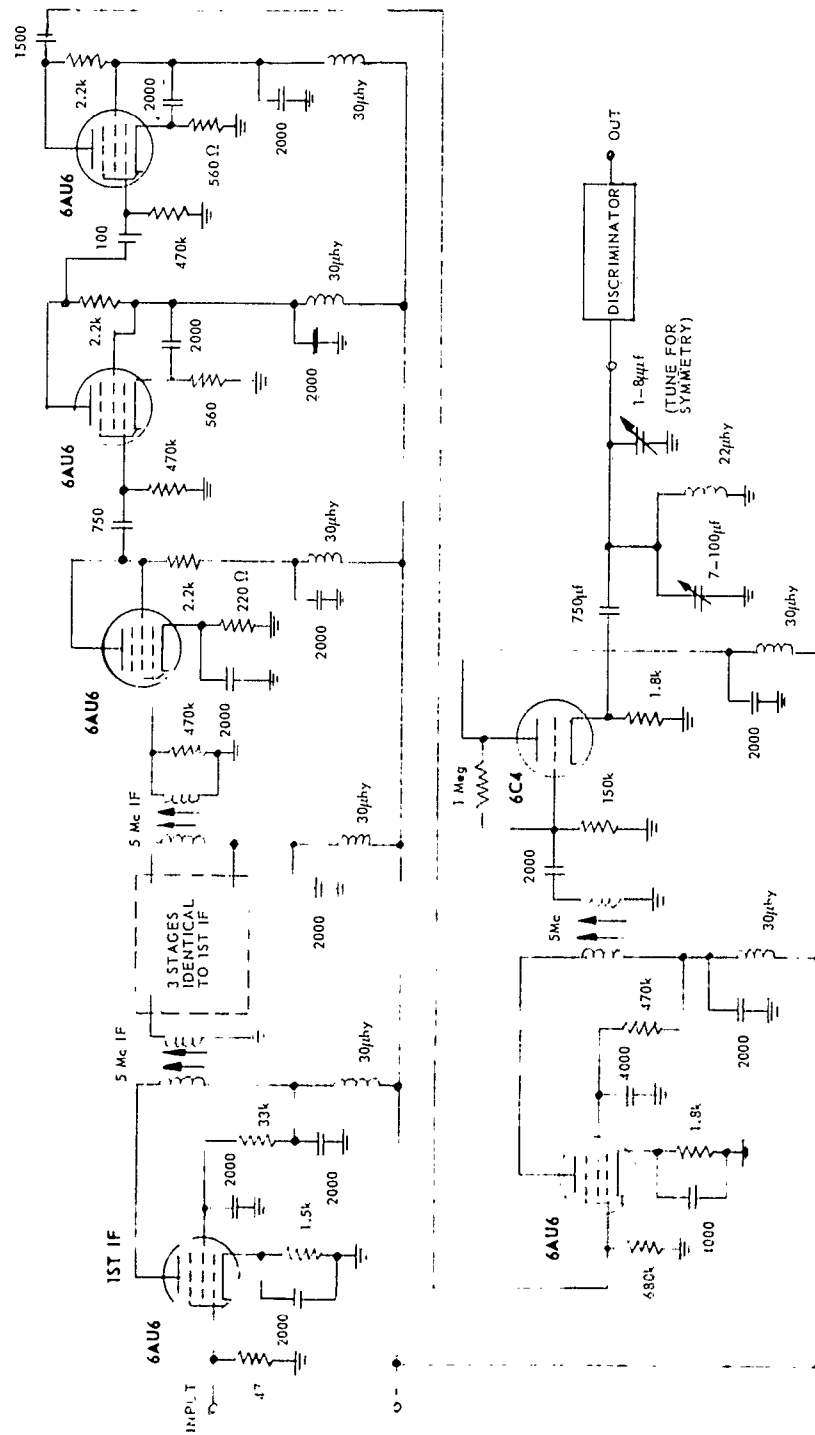 INPUT
47
6AU6
1ST IF
2000
1.5k
2000
33k
2000
30µhy
5 Mc IF
3 STAGES
IDENTICAL
TO 1ST IF
5 Mc IF
2000
30µhy
470k
6AU6
2000
220 Ω
2.2k
2000
30µhy
750
470k
6AU6
560
2000
2.2k
2000
30µhy
100
470k
6AU6
560 Ω
2000
2.2k
2000
30µhy
1500
680k
6AU6
1000
1.8k
4000
470k
2000
30µhy
5Mc
2000
150k
6C4
1 Meg
1.8k
2000
30µhy
750µf
7–100µf
22µhy
1–8µµf
(TUNE FOR
SYMMETRY)
DISCRIMINATOR
OUT